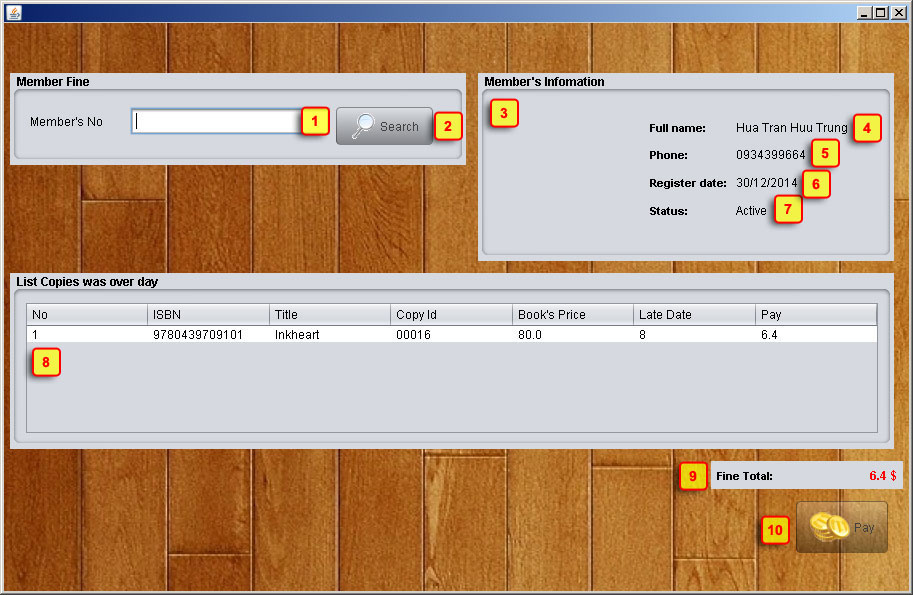 Member Fine
Member's No 1 Search 2
Member's Infomation
3
Full name: Hua Tran Huu Trung 4
Phone: 0934399664 5
Register date: 30/12/2014 6
Status: Active 7
List Copies was over day
No ISBN Title Copy Id Book's Price Late Date Pay
1 9780439709101 Inkheart 00016 80.0 8 6.4
8
9 Fine Total: 6.4 $
10 Pay